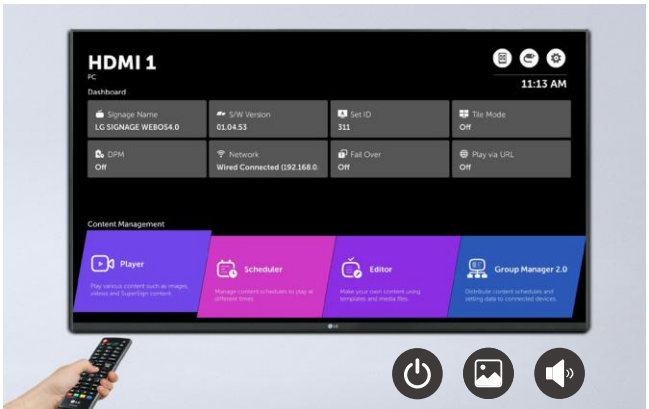 HDMI 1
PC
11:13 AM
Dashboard
Signage Name
LG SIGNAGE WEBOS4.0
S/W Version
01.04.53
Set ID
311
Tile Mode
Off
DPM
Off
Network
Wired Connected (192.168.0.
Fail Over
Off
Play via URL
Off
Content Management
Player
Play various content such as images,
videos and SuperSign content.
Scheduler
Manage content schedules to play at
different times.
Editor
Make your own content using
templates and media files.
Group Manager 2.0
Distribute content schedules and
setting data to connected devices.
LG